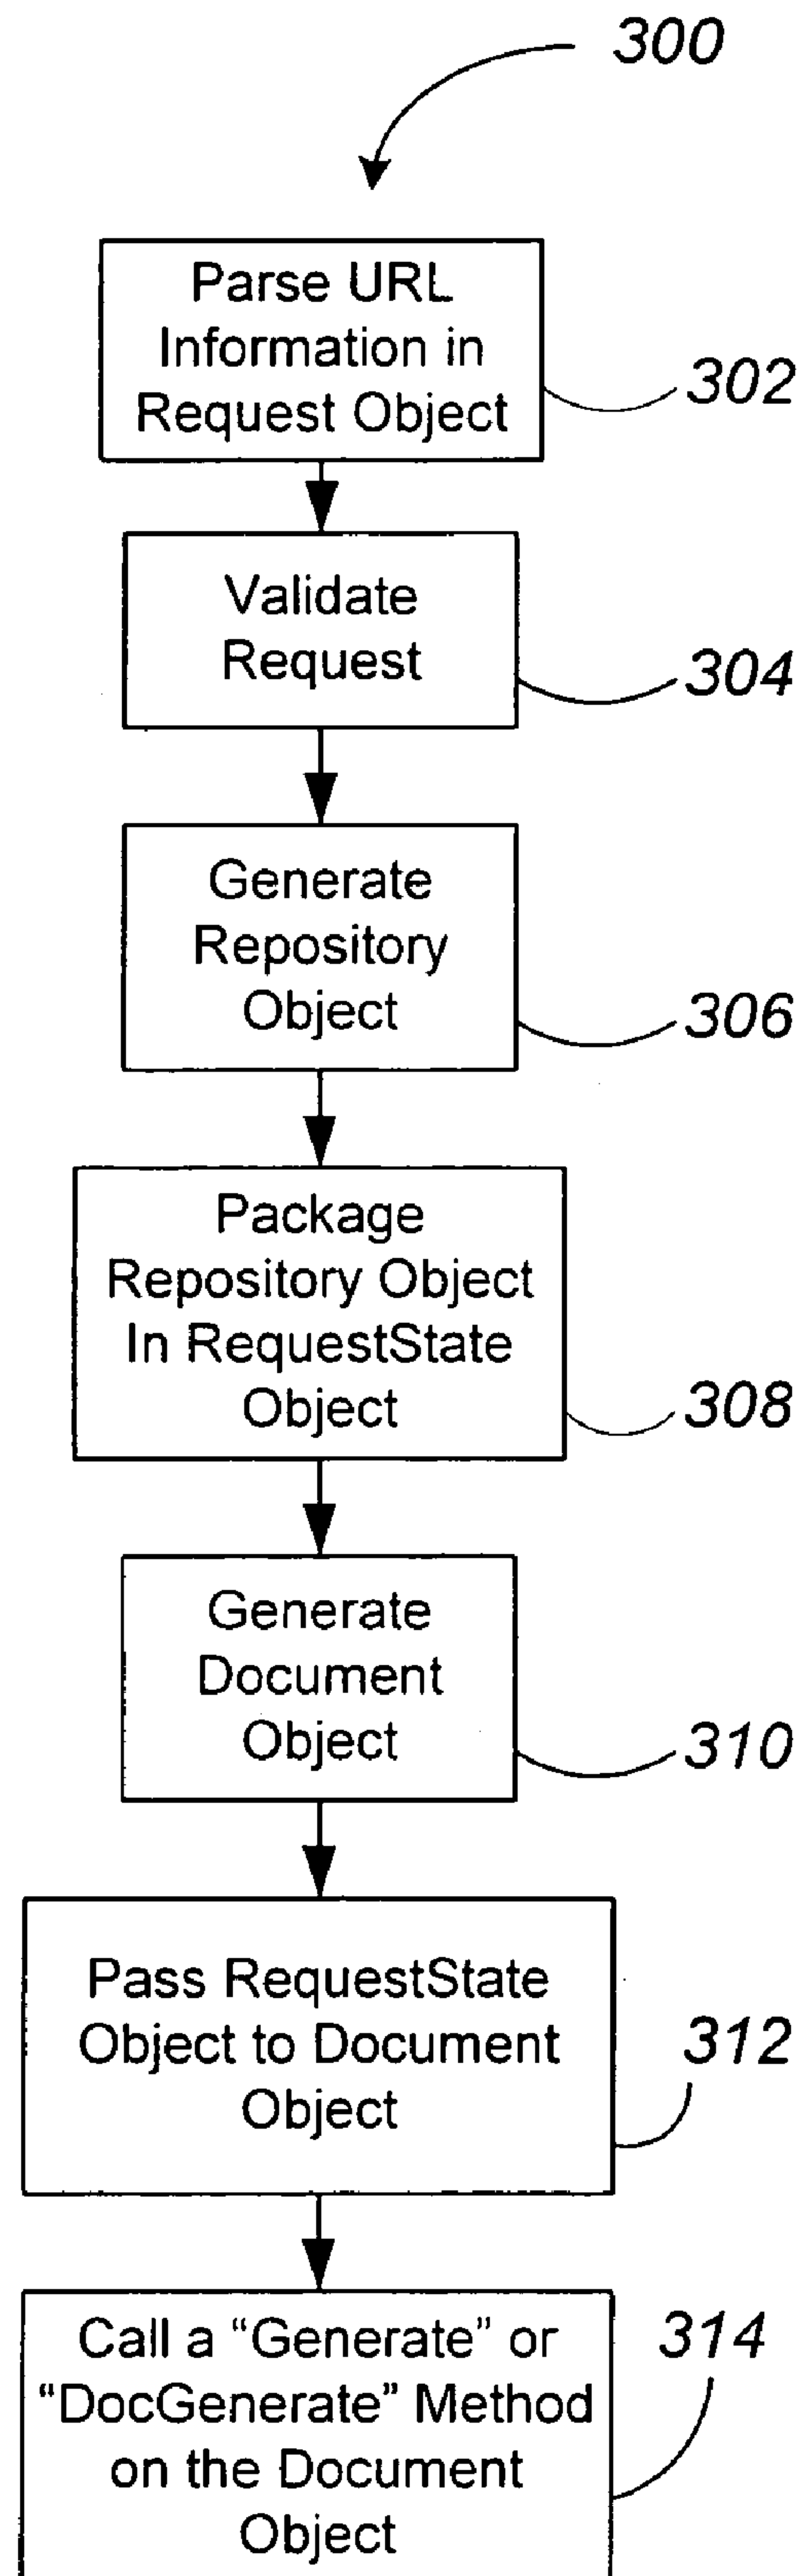 300
Parse URL
Information in
Request Object
302
Validate
Request
304
Generate
Repository
Object
306
Package
Repository Object
In RequestState
Object
308
Generate
Document
Object
310
Pass RequestState
Object to Document
Object
312
Call a “Generate” or
“DocGenerate” Method
on the Document
Object
314